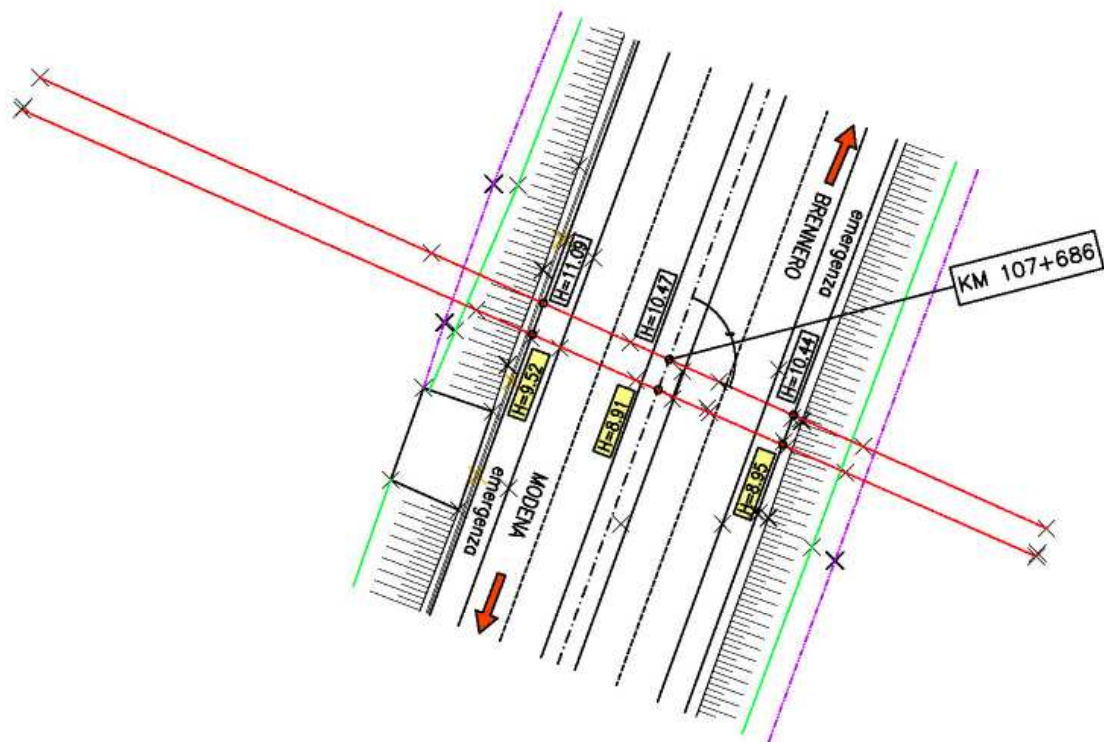 BRENNERO
emergenza
KM 107+686
H=11.09
H=10.47
H=10.44
H=9.52
H=8.91
H=8.95
MODENA
emergenza